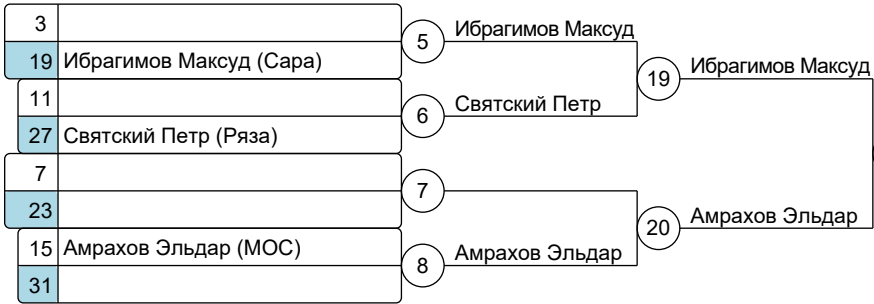 3
5 Ибрагимов Максуд
19 Ибрагимов Максуд (Сара)
19 Ибрагимов Максуд
11
6 Святский Петр
27 Святский Петр (Ряза)
7
7
23
20 Амрахов Эльдар
15 Амрахов Эльдар (МОС)
8 Амрахов Эльдар
31